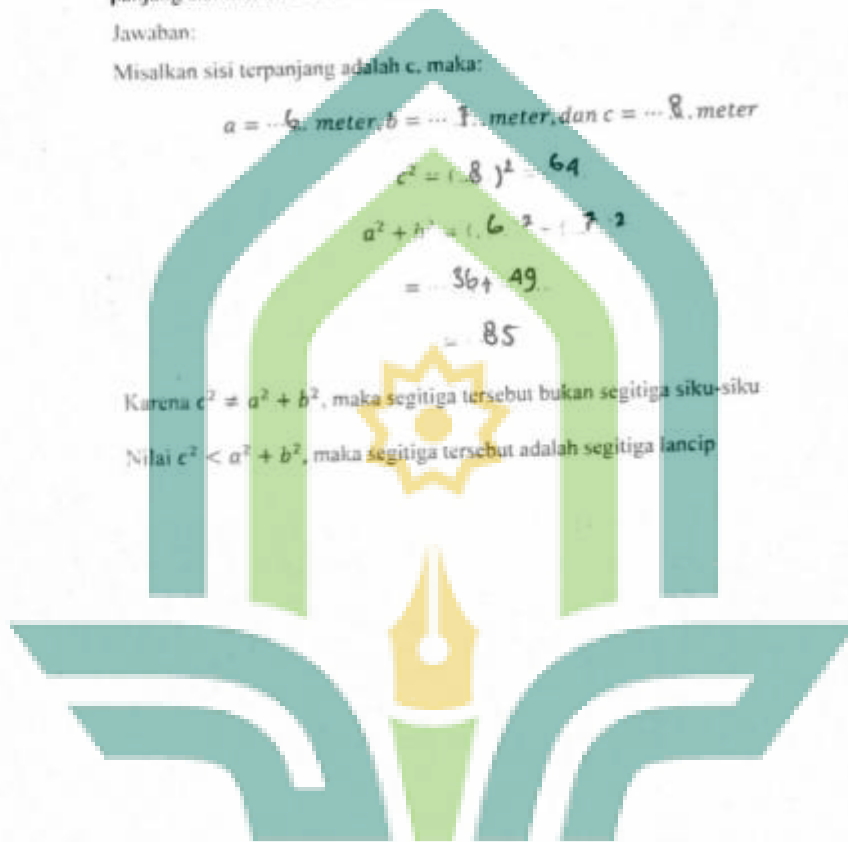 Jawaban:
Misalkan sisi terpanjang adalah c, maka:
a = ... 6. meter, b = ... 7.. meter, dan c = ... 8. meter
c² = (.8 )² = 64
a² + b² = (. 6 ² - ( . 7 ²
= 36+ 49
= 85
Karena c² ≠ a² + b², maka segitiga tersebut bukan segitiga siku-siku
Nilai c² < a² + b², maka segitiga tersebut adalah segitiga lancip